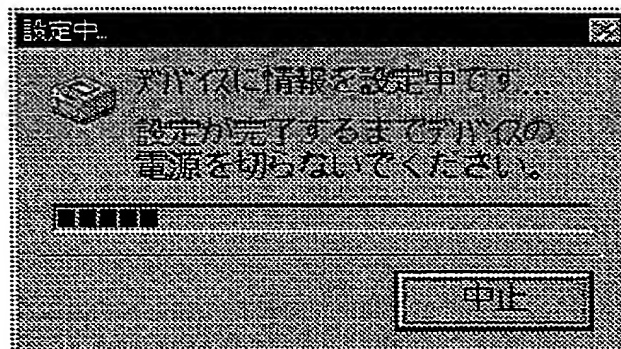 設定中...
デバイスに情報を設定中です...
設定が完了するまでデバイスの
電源を切らないでください。
中止